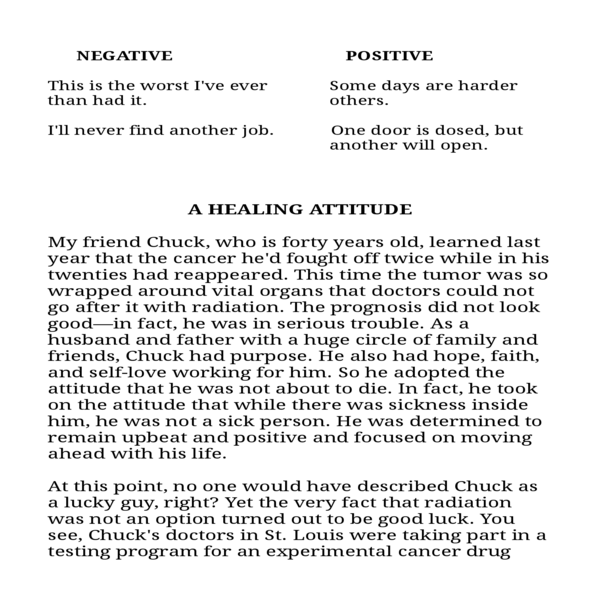 NEGATIVE POSITIVE
This is the worst I've ever Some days are harder
than had it. others.
I'll never find another job. One door is dosed, but
another will open.
A HEALING ATTITUDE
My friend Chuck, who is forty years old, learned last
year that the cancer he'd fought off twice while in his
twenties had reappeared. This time the tumor was so
wrapped around vital organs that doctors could not
go after it with radiation. The prognosis did not look
good—in fact, he was in serious trouble. As a
husband and father with a huge circle of family and
friends, Chuck had purpose. He also had hope, faith,
and self-love working for him. So he adopted the
attitude that he was not about to die. In fact, he took
on the attitude that while there was sickness inside
him, he was not a sick person. He was determined to
remain upbeat and positive and focused on moving
ahead with his life.
At this point, no one would have described Chuck as
a lucky guy, right? Yet the very fact that radiation
was not an option turned out to be good luck. You
see, Chuck's doctors in St. Louis were taking part in a
testing program for an experimental cancer drug